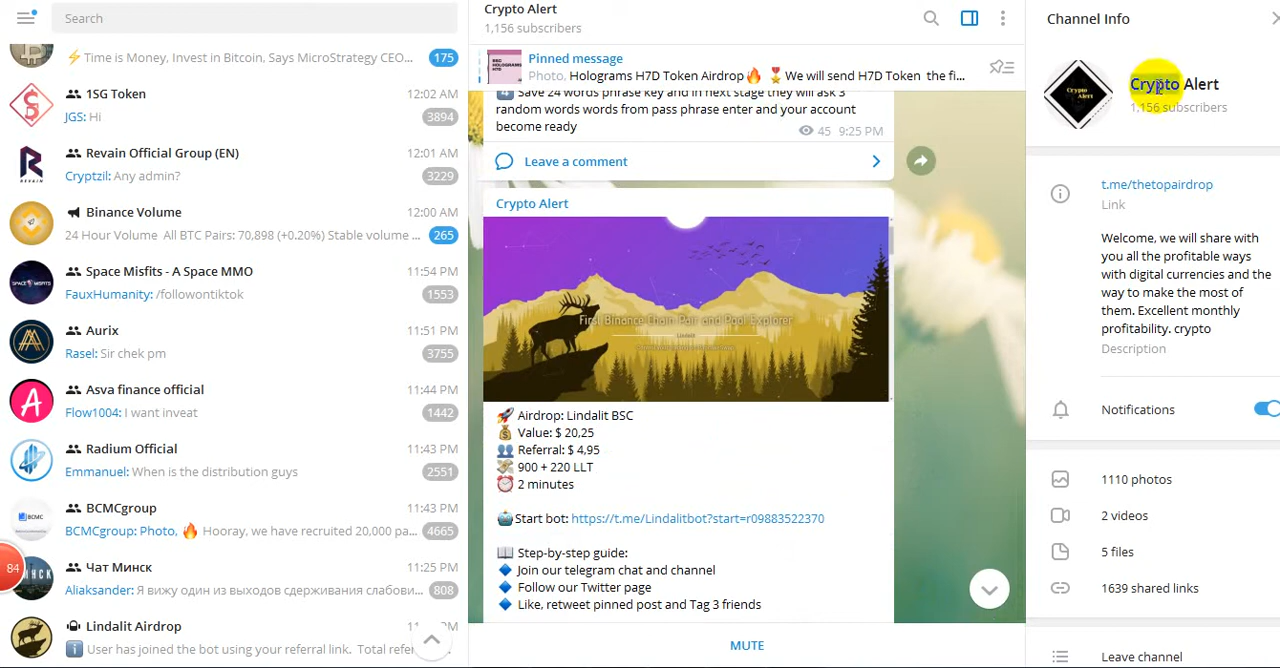 Search
⚡ Time is Money, Invest in Bitcoin, Says MicroStrategy CEO...
175
1SG Token
12:02 AM
JGS: Hi
3894
Revain Official Group (EN)
12:01 AM
Cryptzil: Any admin?
3229
Binance Volume
12:00 AM
24 Hour Volume All BTC Pairs: 70,898 (+0.20%) Stable volume ...
265
Space Misfits - A Space MMO
11:54 PM
FauxHumanity: /followontiktok
1553
Aurix
11:51 PM
Rasel: Sir chek pm
3755
Asva finance official
11:44 PM
Flow1004: I want inveat
1442
Radium Official
11:43 PM
Emmanuel: When is the distribution guys
2551
BCMCgroup
11:43 PM
BCMCgroup: Photo, 🔥 Hooray, we have recruited 20,000 pa...
4665
84
Чат Минск
11:25 PM
Aliaksander: Я вижу один из выходов сдерживания слабови...
808
Lindalit Airdrop
User has joined the bot using your referral link. Total refe
Crypto Alert
1,156 subscribers
Pinned message
Photo, Holograms H7D Token Airdrop🔥 🎖We will send H7D Token the fi...
4 Save 24 words phrase key and in next stage they will ask 3
random words words from pass phrase enter and your account
become ready
45 9:25 PM
Leave a comment
Crypto Alert
First Binance Chain Pair and Pool Explorer
Lindalit
🚀 Airdrop: Lindalit BSC
💰 Value: $ 20,25
👥 Referral: $ 4,95
💸 900 + 220 LLT
⏰ 2 minutes
🤖Start bot: https://t.me/Lindalitbot?start=r09883522370
📖 Step-by-step guide:
🔷 Join our telegram chat and channel
🔷 Follow our Twitter page
🔷 Like, retweet pinned post and Tag 3 friends
MUTE
Channel Info
Crypto Alert
Crypto Alert
1,156 subscribers
t.me/thetopairdrop
Link
Welcome, we will share with
you all the profitable ways
with digital currencies and the
way to make the most of
them. Excellent monthly
profitability. crypto
Description
Notifications
1110 photos
2 videos
5 files
1639 shared links
Leave channel